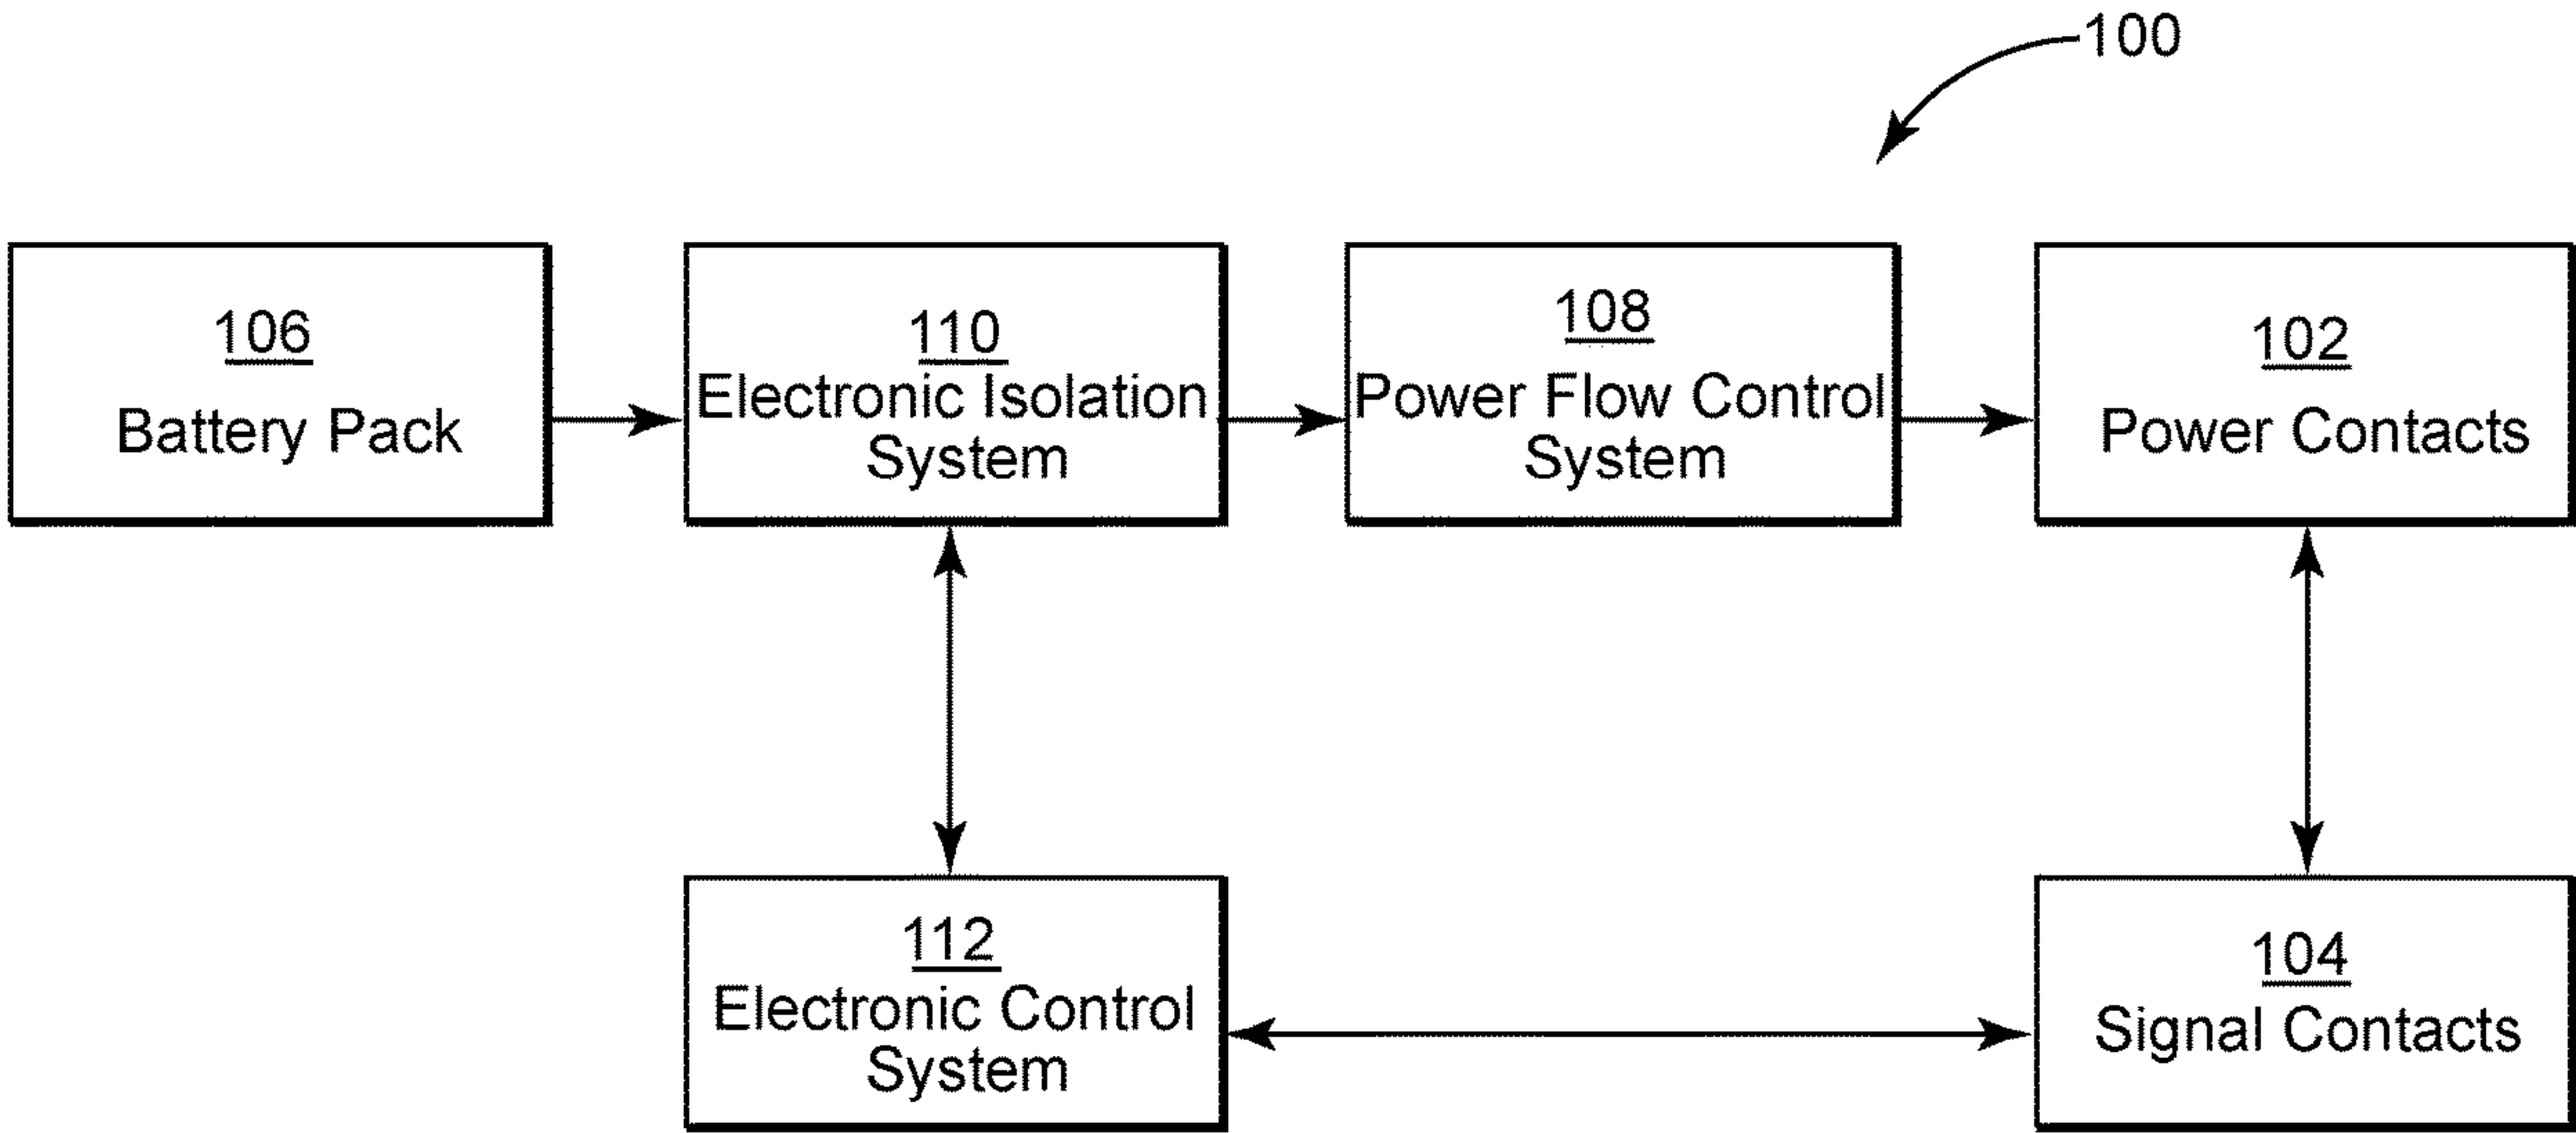 100
106
Battery Pack
110
Electronic Isolation
System
108
Power Flow Control
System
102
Power Contacts
112
Electronic Control
System
104
Signal Contacts